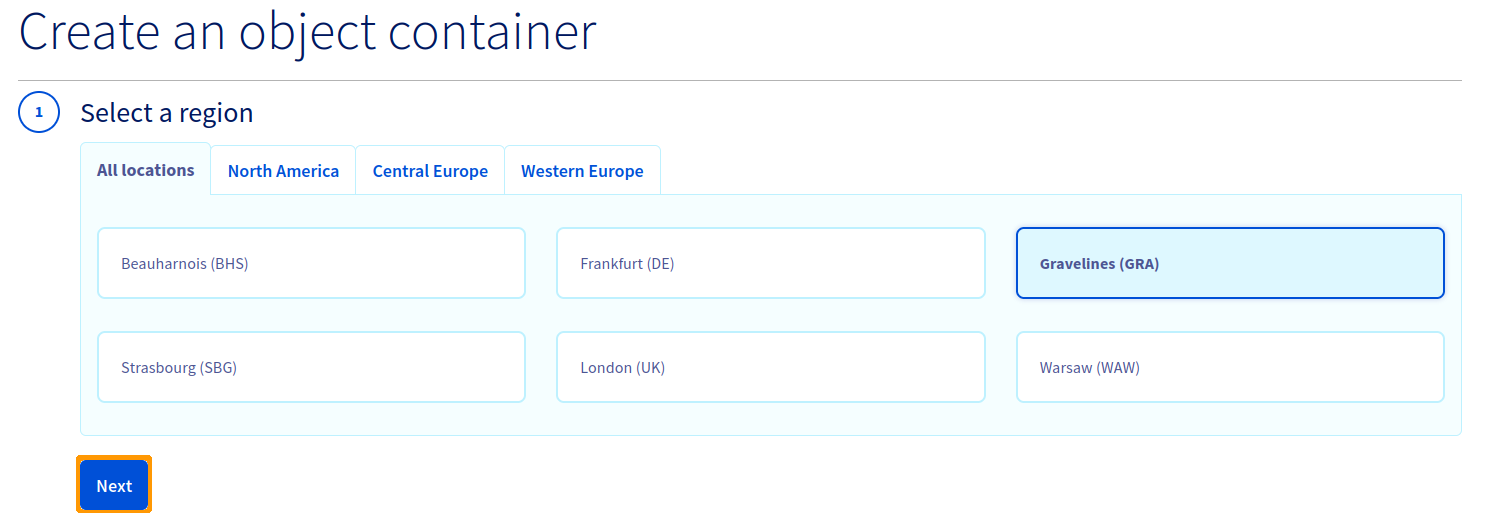 Create an object container
1 Select a region
All locations North America Central Europe Western Europe
Beauharnois (BHS) Frankfurt (DE) Gravelines (GRA)
Strasbourg (SBG) London (UK) Warsaw (WAW)
Next